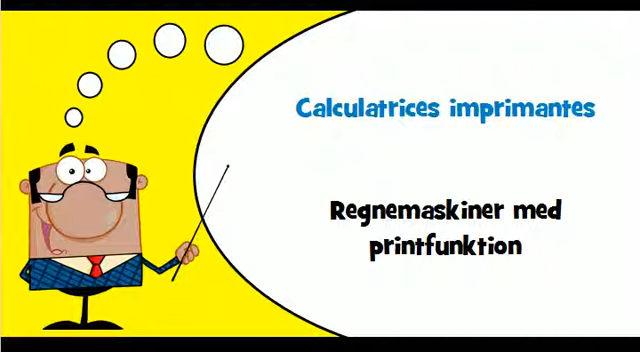 Calculatrices imprimantes
Regnemaskiner med
printfunktion